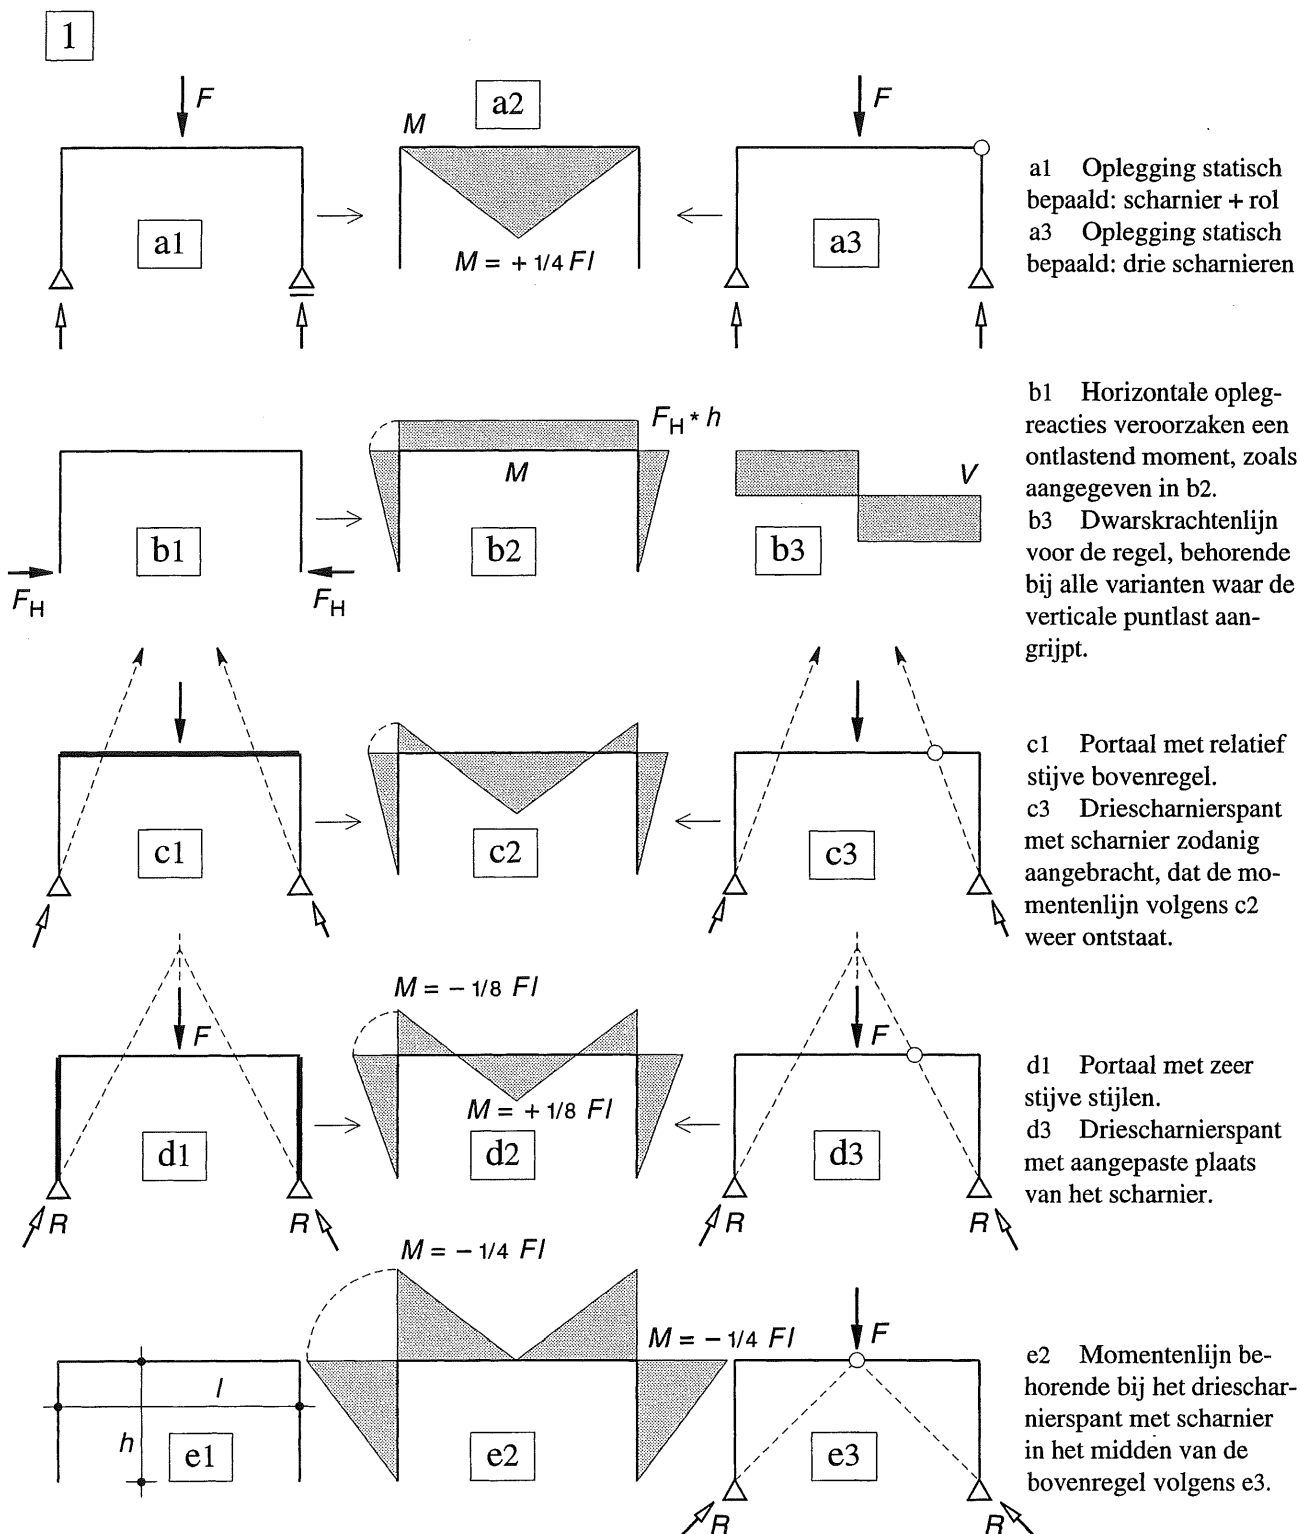 1
F
a2
F
M
a1
a3
M = + 1/4 Fl
a1 Oplegging statisch
bepaald: scharnier + rol
a3 Oplegging statisch
bepaald: drie scharnieren
F_H * h
M
V
b1
b2
b3
F_H
F_H
b1 Horizontale opleg-
reacties veroorzaken een
ontlastend moment, zoals
aangegeven in b2.
b3 Dwarskrachtenlijn
voor de regel, behorende
bij alle varianten waar de
verticale puntlast aan-
grijpt.
c1
c2
c3
c1 Portaal met relatief
stijve bovenregel.
c3 Driescharnierspant
met scharnier zodanig
aangebracht, dat de mo-
mentenlijn volgens c2
weer ontstaat.
M = - 1/8 Fl
F
F
M = + 1/8 Fl
d1
d2
d3
R
R
R
R
d1 Portaal met zeer
stijve stijlen.
d3 Driescharnierspant
met aangepaste plaats
van het scharnier.
M = - 1/4 Fl
M = - 1/4 Fl
F
l
h
e1
e2
e3
R
R
e2 Momentenlijn be-
horende bij het driescharn-
nierspant met scharnier
in het midden van de
bovenregel volgens e3.